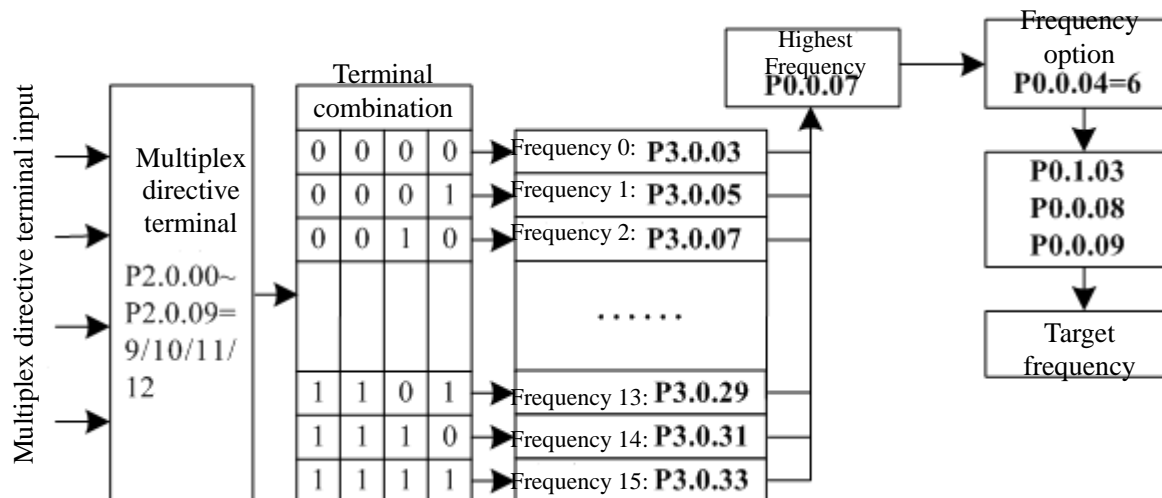 Multiplex directive terminal input
Multiplex
directive
terminal
P2.0.00~
P2.0.09=
9/10/11/
12
Terminal
combination
0 0 0 0
0 0 0 1
0 0 1 0
1 1 0 1
1 1 1 0
1 1 1 1
Frequency 0: P3.0.03
Frequency 1: P3.0.05
Frequency 2: P3.0.07
······
Frequency 13: P3.0.29
Frequency 14: P3.0.31
Frequency 15: P3.0.33
Highest
Frequency
P0.0.07
Frequency
option
P0.0.04=6
P0.1.03
P0.0.08
P0.0.09
Target
frequency